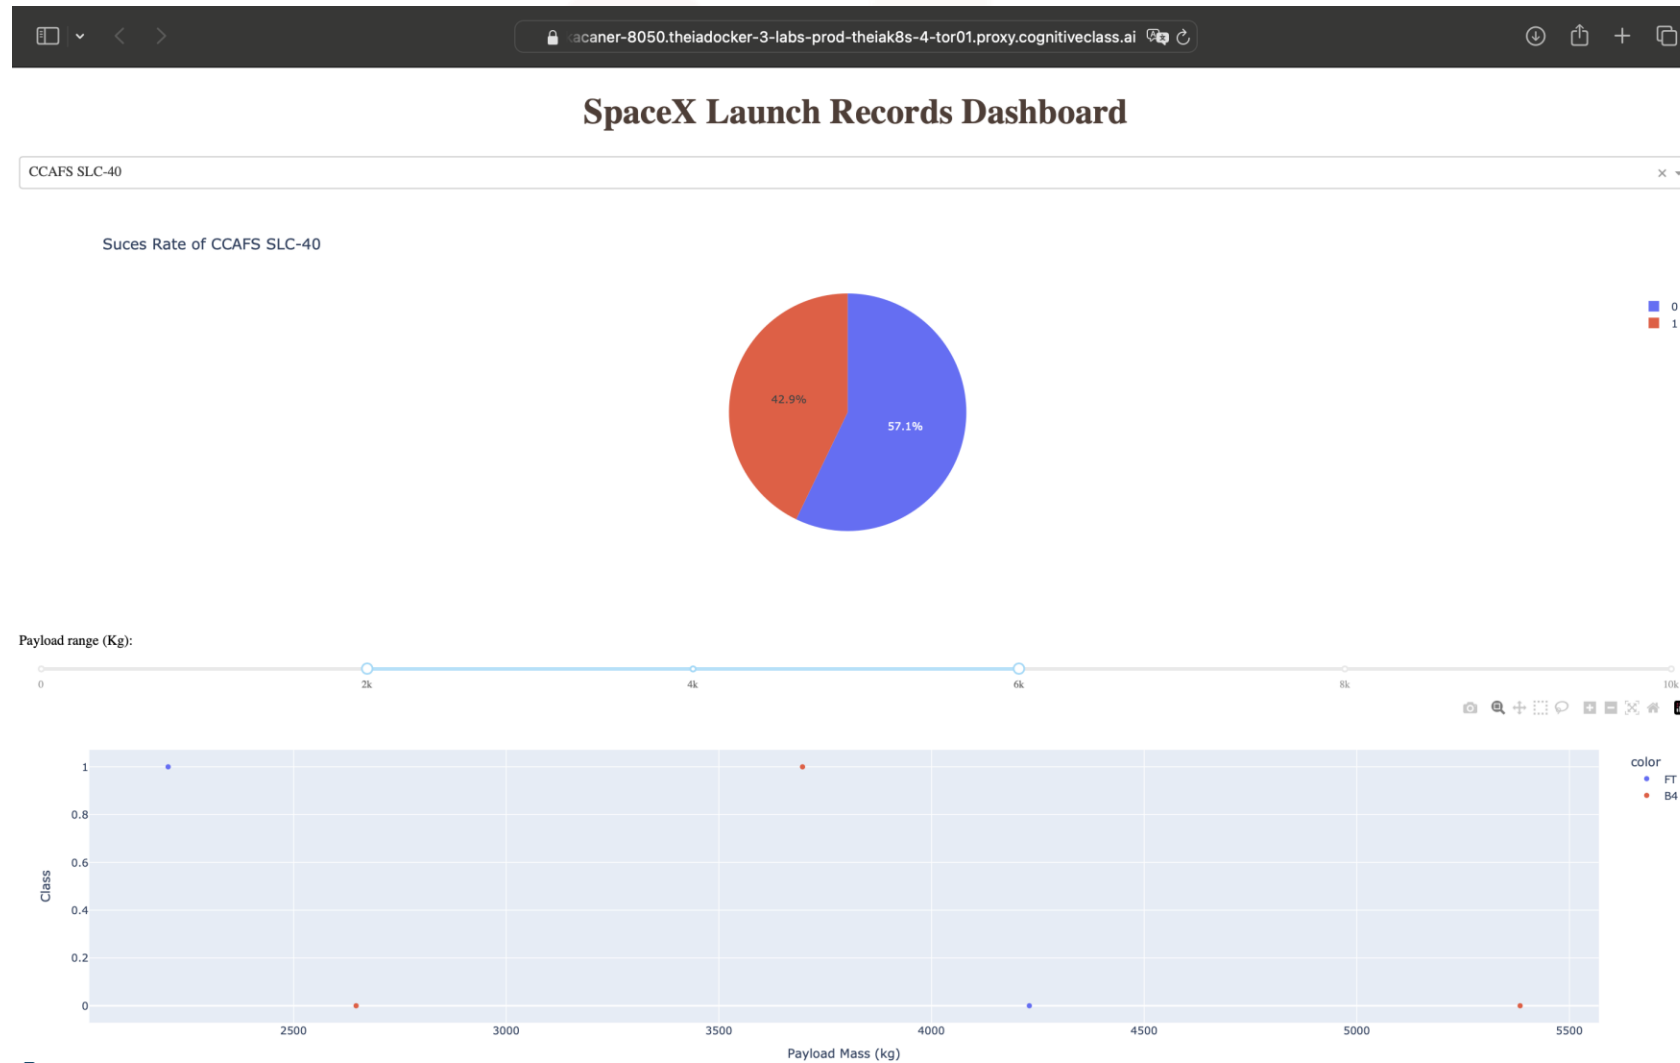 acaner-8050.theiadocker-3-labs-prod-theiak8s-4-tor01.proxy.cognitiveclass.ai
SpaceX Launch Records Dashboard
CCAFS SLC-40
Suces Rate of CCAFS SLC-40
0
1
42.9%
57.1%
Payload range (Kg):
0 2k 4k 6k 8k 10k
color
FT
B4
1
0.8
0.6
0.4
0.2
0
Class
2500 3000 3500 4000 4500 5000 5500
Payload Mass (kg)